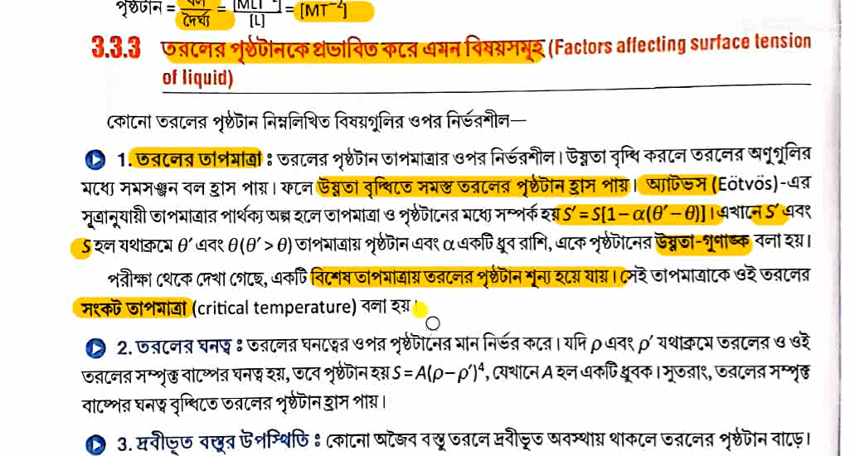 পৃষ্ঠটান = বল/দৈর্ঘ্য = [MLT⁻²]/[L] = [MT⁻²]
3.3.3 তরলের পৃষ্ঠটানকে প্রভাবিত করে এমন বিষয়সমূহ (Factors affecting surface tension
of liquid)
কোনো তরলের পৃষ্ঠটান নিম্নলিখিত বিষয়গুলির ওপর নির্ভরশীল—
1. তরলের তাপমাত্রা : তরলের পৃষ্ঠটান তাপমাত্রার ওপর নির্ভরশীল। উষ্ণতা বৃদ্ধি করলে তরলের অণুগুলির
মধ্যে সমসঞ্জন বল হ্রাস পায়। ফলে উষ্ণতা বৃদ্ধিতে সমস্ত তরলের পৃষ্ঠটান হ্রাস পায়। অ্যাটভস (Eötvös)-এর
সূত্রানুযায়ী তাপমাত্রার পার্থক্য অল্প হলে তাপমাত্রা ও পৃষ্ঠটানের মধ্যে সম্পর্ক হয় S′ = S[1 − α(θ′ − θ)]। এখানে S′ এবং
S হল যথাক্রমে θ′ এবং θ (θ′ > θ) তাপমাত্রায় পৃষ্ঠটান এবং α একটি ধ্রুব রাশি, একে পৃষ্ঠটানের উষ্ণতা-গুণাঙ্ক বলা হয়।
পরীক্ষা থেকে দেখা গেছে, একটি বিশেষ তাপমাত্রায় তরলের পৃষ্ঠটান শূন্য হয়ে যায়। সেই তাপমাত্রাকে ওই তরলের
সংকট তাপমাত্রা (critical temperature) বলা হয়।
2. তরলের ঘনত্ব : তরলের ঘনত্বের ওপর পৃষ্ঠটানের মান নির্ভর করে। যদি ρ এবং ρ′ যথাক্রমে তরলের ও ওই
তরলের সম্পৃক্ত বাষ্পের ঘনত্ব হয়, তবে পৃষ্ঠটান হয় S = A(ρ − ρ′)⁴, যেখানে A হল একটি ধ্রুবক। সুতরাং, তরলের সম্পৃক্ত
বাষ্পের ঘনত্ব বৃদ্ধিতে তরলের পৃষ্ঠটান হ্রাস পায়।
3. দ্রবীভূত বস্তুর উপস্থিতি : কোনো অজৈব বস্তু তরলে দ্রবীভূত অবস্থায় থাকলে তরলের পৃষ্ঠটান বাড়ে।